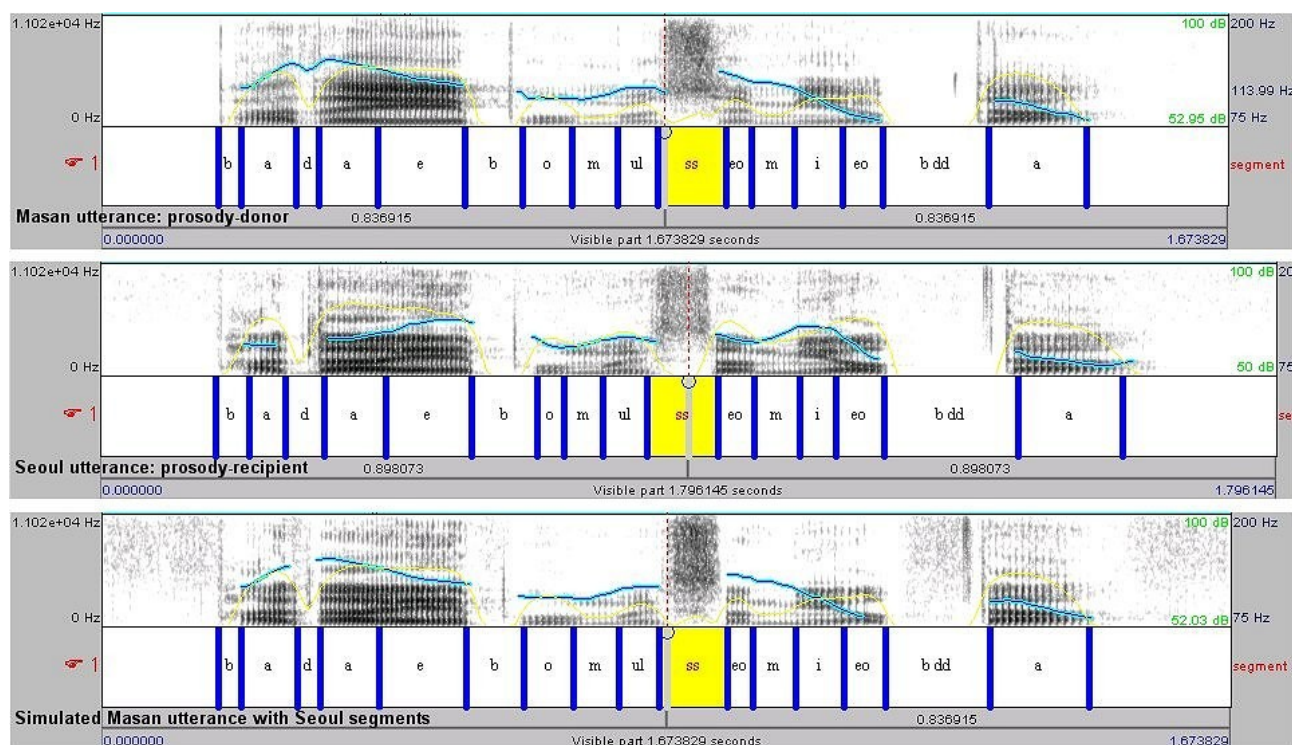 1.102e+04 Hz 100 dB 200 Hz
113.99 Hz
0 Hz 52.95 dB 75 Hz
☞ 1 b a d a e b o m ul ss eo m i eo b dd a segment
Masan utterance: prosody-donor 0.836915 0.836915
0.000000 Visible part 1.673829 seconds 1.673829
1.102e+04 Hz 100 dB 20
0 Hz 50 dB 75
☞ 1 b a d a e b o m ul ss eo m i eo b dd a se
Seoul utterance: prosody-recipient 0.898073 0.898073
0.000000 Visible part 1.796145 seconds 1.796145
1.102e+04 Hz 100 dB 200 Hz
0 Hz 52.03 dB 75 Hz
☞ 1 b a d a e b o m ul ss eo m i eo b dd a segment
Simulated Masan utterance with Seoul segments 0.836915
0.000000 Visible part 1.673829 seconds 1.673829